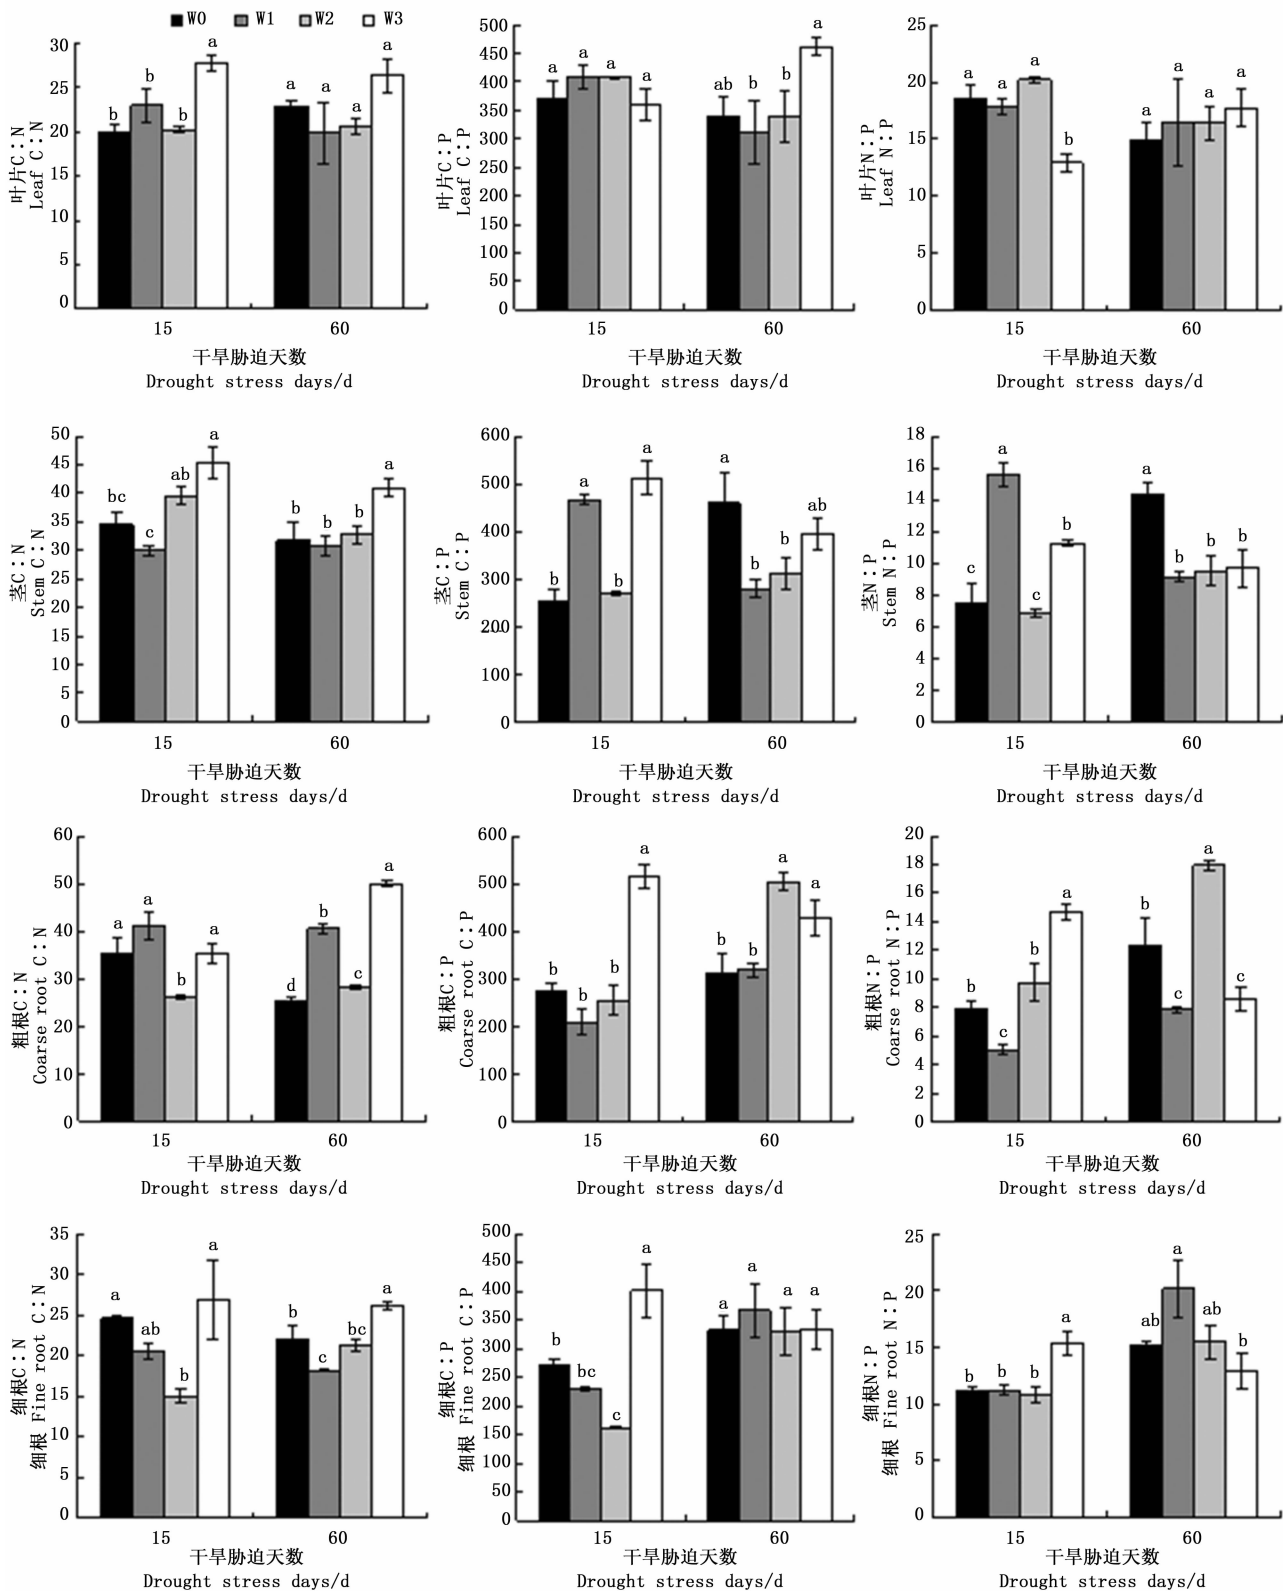 W0 W1 W2 W3
叶片C∶N
Leaf C∶N
30
25
20
15
10
5
0
b b b a
a a a a
15 60
干旱胁迫天数
Drought stress days/d
叶片C∶P
Leaf C∶P
500
450
400
350
300
250
200
150
100
50
0
a a a a
ab b b a
15 60
干旱胁迫天数
Drought stress days/d
叶片N∶P
Leaf N∶P
25
20
15
10
5
0
a a a b
a a a a
15 60
干旱胁迫天数
Drought stress days/d
茎C∶N
Stem C∶N
50
45
40
35
30
25
20
15
10
5
0
bc c ab a
b b b a
15 60
干旱胁迫天数
Drought stress days/d
茎C∶P
Stem C∶P
600
500
400
300
200
100
0
b a b a
a b b ab
15 60
干旱胁迫天数
Drought stress days/d
茎N∶P
Stem N∶P
18
16
14
12
10
8
6
4
2
0
c a c b
a b b b
15 60
干旱胁迫天数
Drought stress days/d
粗根C∶N
Coarse root C∶N
60
50
40
30
20
10
0
a a b a
d b c a
15 60
干旱胁迫天数
Drought stress days/d
粗根C∶P
Coarse root C∶P
600
500
400
300
200
100
0
b b b a
b b a a
15 60
干旱胁迫天数
Drought stress days/d
粗根N∶P
Coarse root N∶P
20
18
16
14
12
10
8
6
4
2
0
b c b a
b c a c
15 60
干旱胁迫天数
Drought stress days/d
细根C∶N
细根 Fine root C∶N
35
30
25
20
15
10
5
0
a ab b a
b c bc a
15 60
干旱胁迫天数
Drought stress days/d
细根C∶P
细根 Fine root C∶P
500
450
400
350
300
250
200
150
100
50
0
b bc c a
a a a a
15 60
干旱胁迫天数
Drought stress days/d
细根N∶P
细根 Fine root N∶P
25
20
15
10
5
0
b b b a
ab a ab b
15 60
干旱胁迫天数
Drought stress days/d